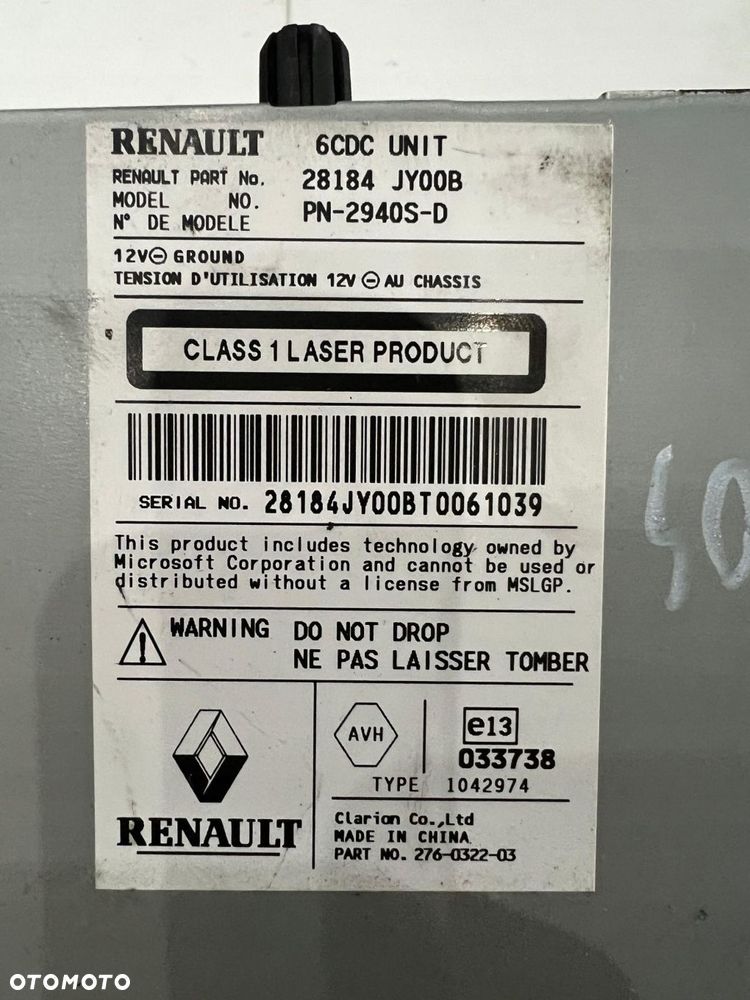 RENAULT 6CDC UNIT
RENAULT PART No. 28184 JY00B
MODEL NO. PN-2940S-D
N° DE MODELE
12V⊖ GROUND
TENSION D'UTILISATION 12V ⊖ AU CHASSIS
CLASS 1 LASER PRODUCT
SERIAL NO. 28184JY00BT0061039
This product includes technology owned by
Microsoft Corporation and cannot be used or
distributed without a license from MSLGP.
WARNING DO NOT DROP
NE PAS LAISSER TOMBER
RENAULT
AVH
e13
033738
TYPE 1042974
Clarion Co.,Ltd
MADE IN CHINA
PART NO. 276-0322-03
OTOMOTO